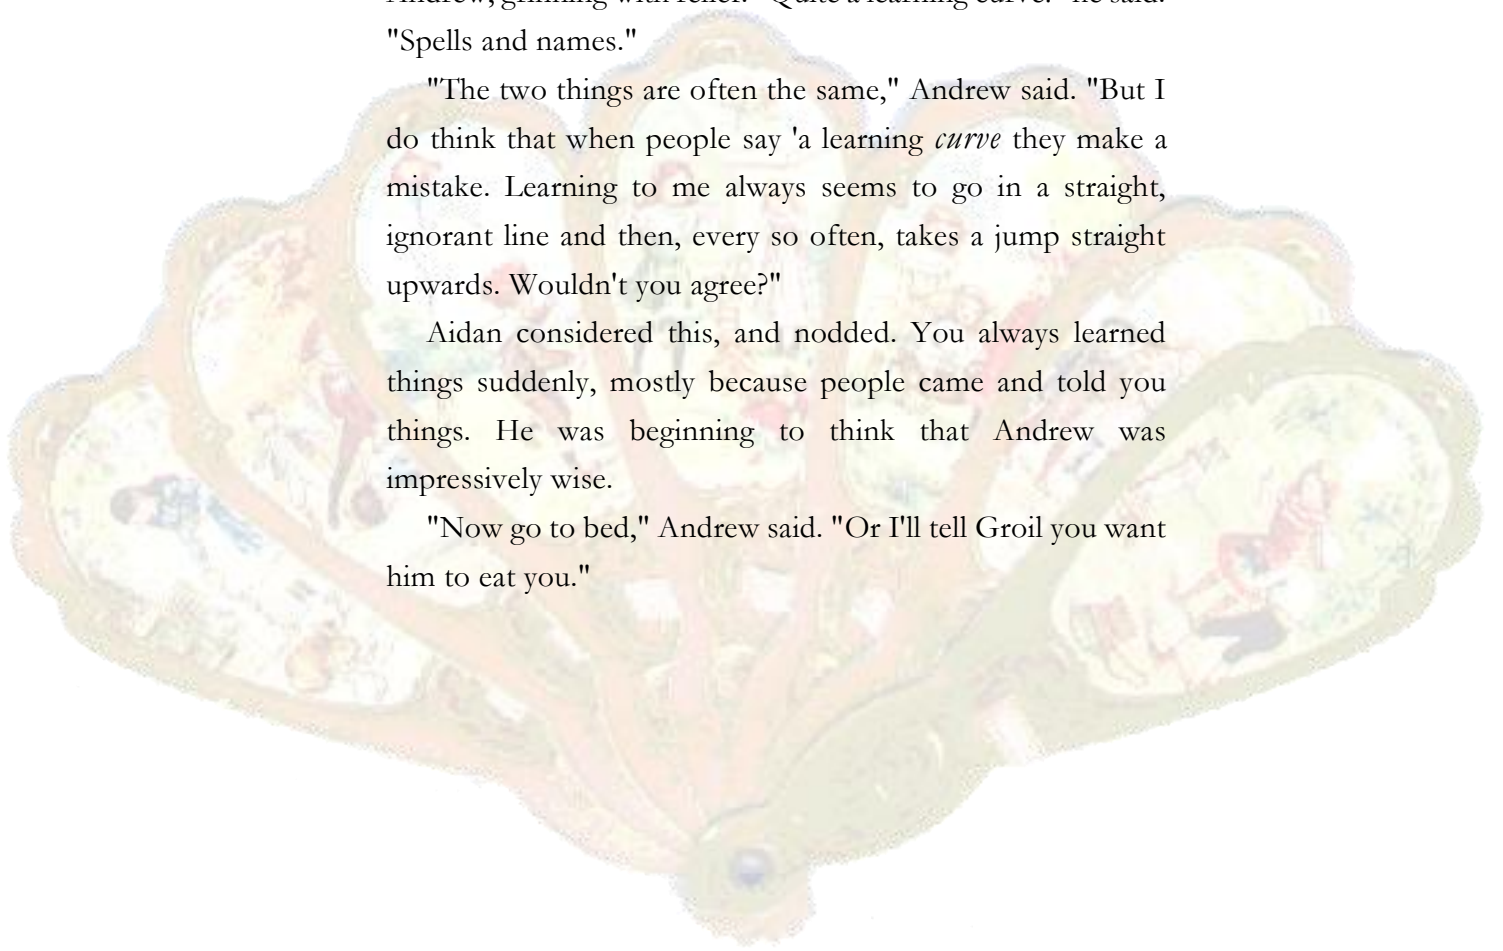 Andrew, grinning with relief. "Quite a learning curve." he said.
"Spells and names."
"The two things are often the same," Andrew said. "But I
do think that when people say 'a learning curve they make a
mistake. Learning to me always seems to go in a straight,
ignorant line and then, every so often, takes a jump straight
upwards. Wouldn't you agree?"
Aidan considered this, and nodded. You always learned
things suddenly, mostly because people came and told you
things. He was beginning to think that Andrew was
impressively wise.
"Now go to bed," Andrew said. "Or I'll tell Groil you want
him to eat you."